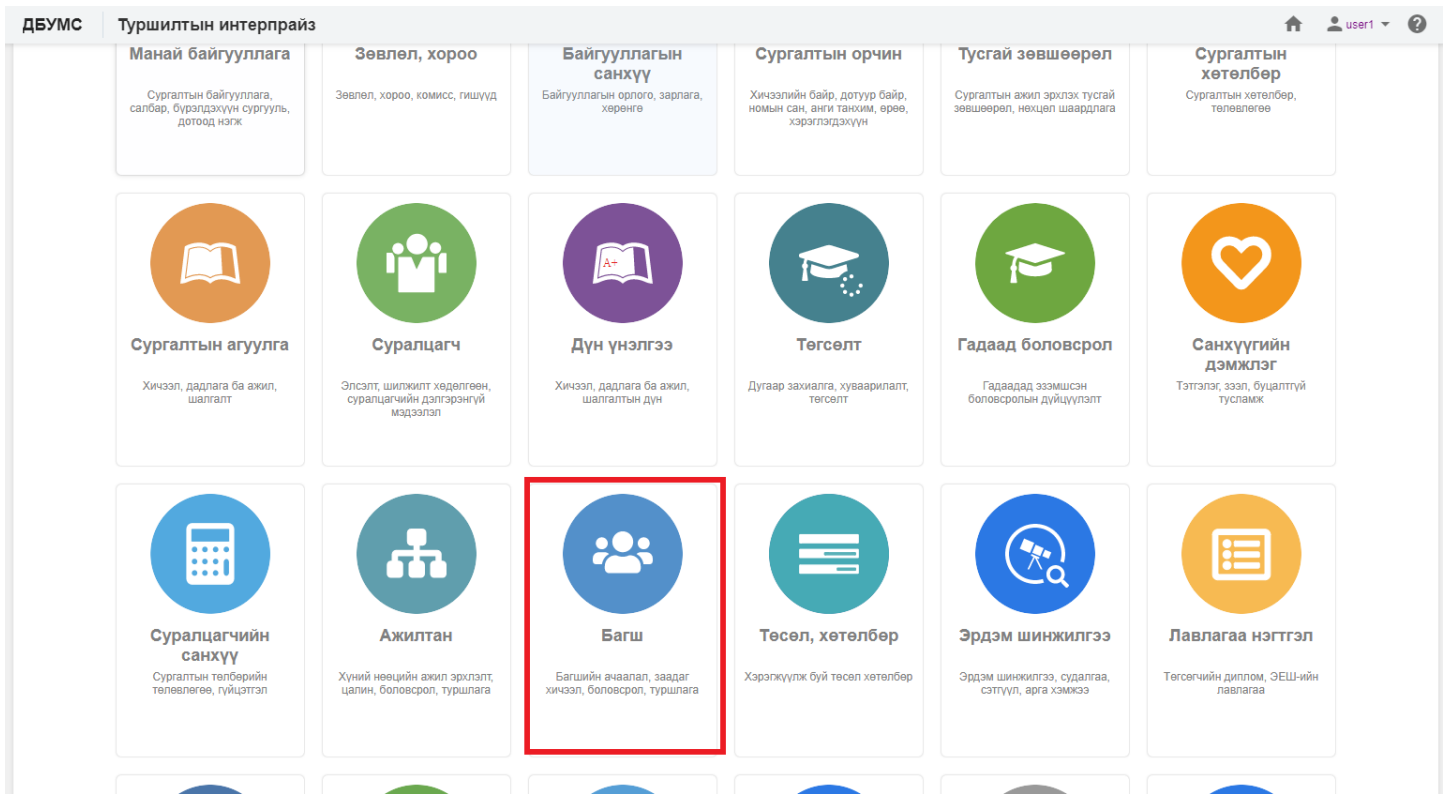 ДБУМС Туршилтын интерпрайз user1
Манай байгууллага
Сургалтын байгууллага,
салбар, бүрэлдэхүүн сургууль,
дотоод нэгж
Зөвлөл, хороо
Зөвлөл, хороо, комисс, гишүүд
Байгууллагын
санхүү
Байгууллагын орлого, зарлага,
хөрөнгө
Сургалтын орчин
Хичээлийн байр, дотуур байр,
номын сан, анги танхим, өрөө,
хэрэглэгдэхүүн
Тусгай зөвшөөрөл
Сургалтын ажил эрхлэх тусгай
зөвшөөрөл, нөхцөл шаардлага
Сургалтын
хөтөлбөр
Сургалтын хөтөлбөр,
төлөвлөгөө
Сургалтын агуулга
Хичээл, дадлага ба ажил,
шалгалт
Суралцагч
Элсэлт, шилжилт хөдөлгөөн,
суралцагчийн дэлгэрэнгүй
мэдээлэл
A+
Дүн үнэлгээ
Хичээл, дадлага ба ажил,
шалгалтын дүн
Төгсөлт
Дугаар захиалга, хуваарилалт,
төгсөлт
Гадаад боловсрол
Гадаадад эзэмшсэн
боловсролын дүйцүүлэлт
Санхүүгийн
дэмжлэг
Тэтгэлэг, зээл, буцалтгүй
тусламж
Суралцагчийн
санхүү
Сургалтын төлбөрийн
төлөвлөгөө, гүйцэтгэл
Ажилтан
Хүний нөөцийн ажил эрхлэлт,
цалин, боловсрол, туршлага
Багш
Багшийн ачаалал, заадаг
хичээл, боловсрол, туршлага
Төсөл, хөтөлбөр
Хэрэгжүүлж буй төсөл хөтөлбөр
Эрдэм шинжилгээ
Эрдэм шинжилгээ, судалгаа,
сэтгүүл, арга хэмжээ
Лавлагаа нэгтгэл
Төгсөгчийн диплом, ЭЕШ-ийн
лавлагаа